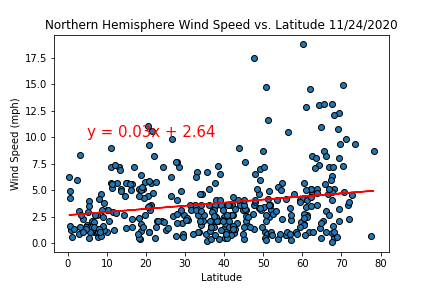 Northern Hemisphere Wind Speed vs. Latitude 11/24/2020
17.5
15.0
12.5
10.0
7.5
5.0
2.5
0.0
Wind Speed (mph)
y = 0.03x + 2.64
0 10 20 30 40 50 60 70 80
Latitude